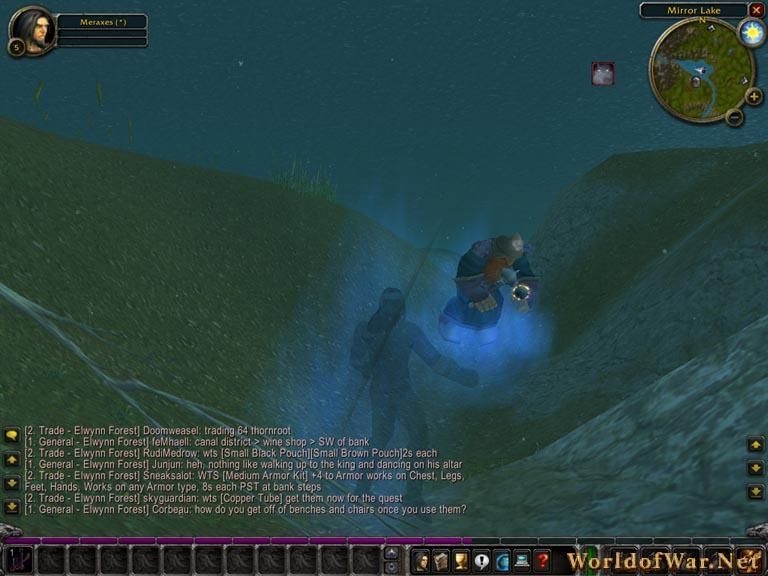 Mirror Lake
Meraxes (*)
N
5
[2. Trade - Elwynn Forest] Doomweasel: trading 64 thornroot
[1. General - Elwynn Forest] feMhaell: canal district > wine shop > SW of bank
[2. Trade - Elwynn Forest] RudiMedrow: wts [Small Black Pouch][Small Brown Pouch]2s each
[1. General - Elwynn Forest] Junjun: heh, nothing like walking up to the king and dancing on his altar
[2. Trade - Elwynn Forest] Sneaksalot: WTS [Medium Armor Kit] +4 to Armor works on Chest, Legs,
Feet, Hands. Works on any Armor type, 8s each PST at bank steps
[2. Trade - Elwynn Forest] skyguardian: wts [Copper Tube] get them now for the quest
[1. General - Elwynn Forest] Corbeau: how do you get off of benches and chairs once you use them?
1
WorldofWar.Net